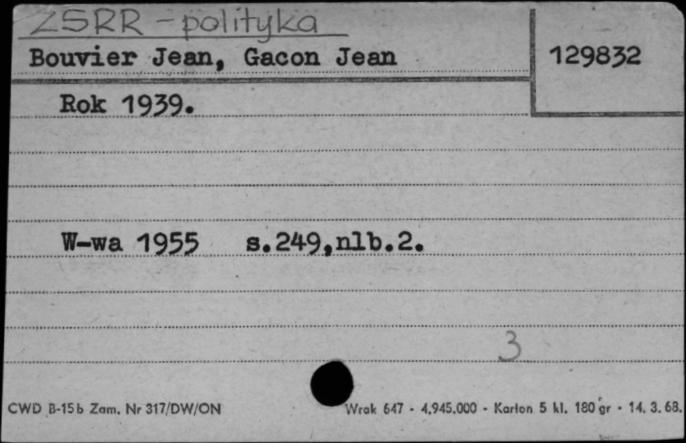 ZSRR - polityka
Bouvier Jean, Gacon Jean 129832
Rok 1939.
W-wa 1955 s.249,nlb.2.
3
CWD B-15b Zam. Nr 317/DW/ON Wrak 647 - 4.945.000 - Karton 5 kl. 180 gr - 14. 3. 68.